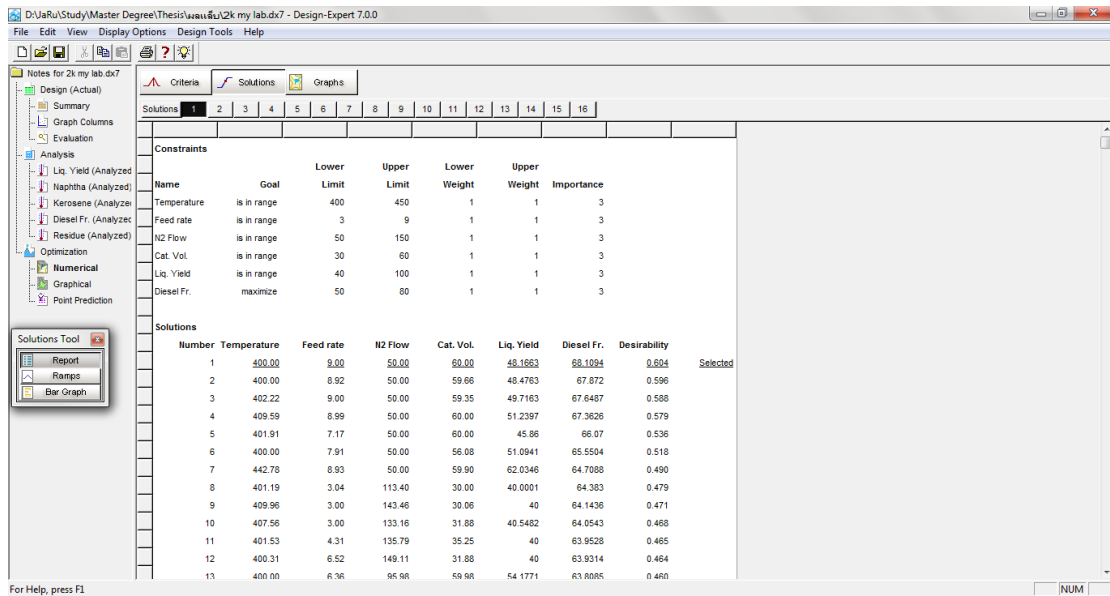 D:\JaRu\Study\Master Degree\Thesis\ผลแล็บ\2k my lab.dx7 - Design-Expert 7.0.0
File Edit View Display Options Design Tools Help
Notes for 2k my lab.dx7
Design (Actual)
Summary
Graph Columns
Evaluation
Analysis
Liq. Yield (Analyzed
Naphtha (Analyzed)
Kerosene (Analyze
Diesel Fr. (Analyzed
Residue (Analyzed)
Optimization
Numerical
Graphical
Point Prediction
Solutions Tool
Report
Ramps
Bar Graph
Criteria Solutions Graphs
Solutions 1 2 3 4 5 6 7 8 9 10 11 12 13 14 15 16
Constraints
Lower Upper Lower Upper
Name Goal Limit Limit Weight Weight Importance
Temperature is in range 400 450 1 1 3
Feed rate is in range 3 9 1 1 3
N2 Flow is in range 50 150 1 1 3
Cat. Vol. is in range 30 60 1 1 3
Liq. Yield is in range 40 100 1 1 3
Diesel Fr. maximize 50 80 1 1 3
Solutions
Number Temperature Feed rate N2 Flow Cat. Vol. Liq. Yield Diesel Fr. Desirability
1 400.00 9.00 50.00 60.00 48.1663 68.1094 0.604 Selected
2 400.00 8.92 50.00 59.66 48.4763 67.872 0.596
3 402.22 9.00 50.00 59.35 49.7163 67.6487 0.588
4 409.59 8.99 50.00 60.00 51.2397 67.3626 0.579
5 401.91 7.17 50.00 60.00 45.86 66.07 0.536
6 400.00 7.91 50.00 56.08 51.0941 65.5504 0.518
7 442.78 8.93 50.00 59.90 62.0346 64.7088 0.490
8 401.19 3.04 113.40 30.00 40.0001 64.383 0.479
9 409.96 3.00 143.46 30.06 40 64.1436 0.471
10 407.56 3.00 133.16 31.88 40.5482 64.0543 0.468
11 401.53 4.31 135.79 35.25 40 63.9528 0.465
12 400.31 6.52 149.11 31.88 40 63.9314 0.464
13 400.00 6.36 95.98 59.98 54.1771 63.8085 0.460
For Help, press F1
NUM